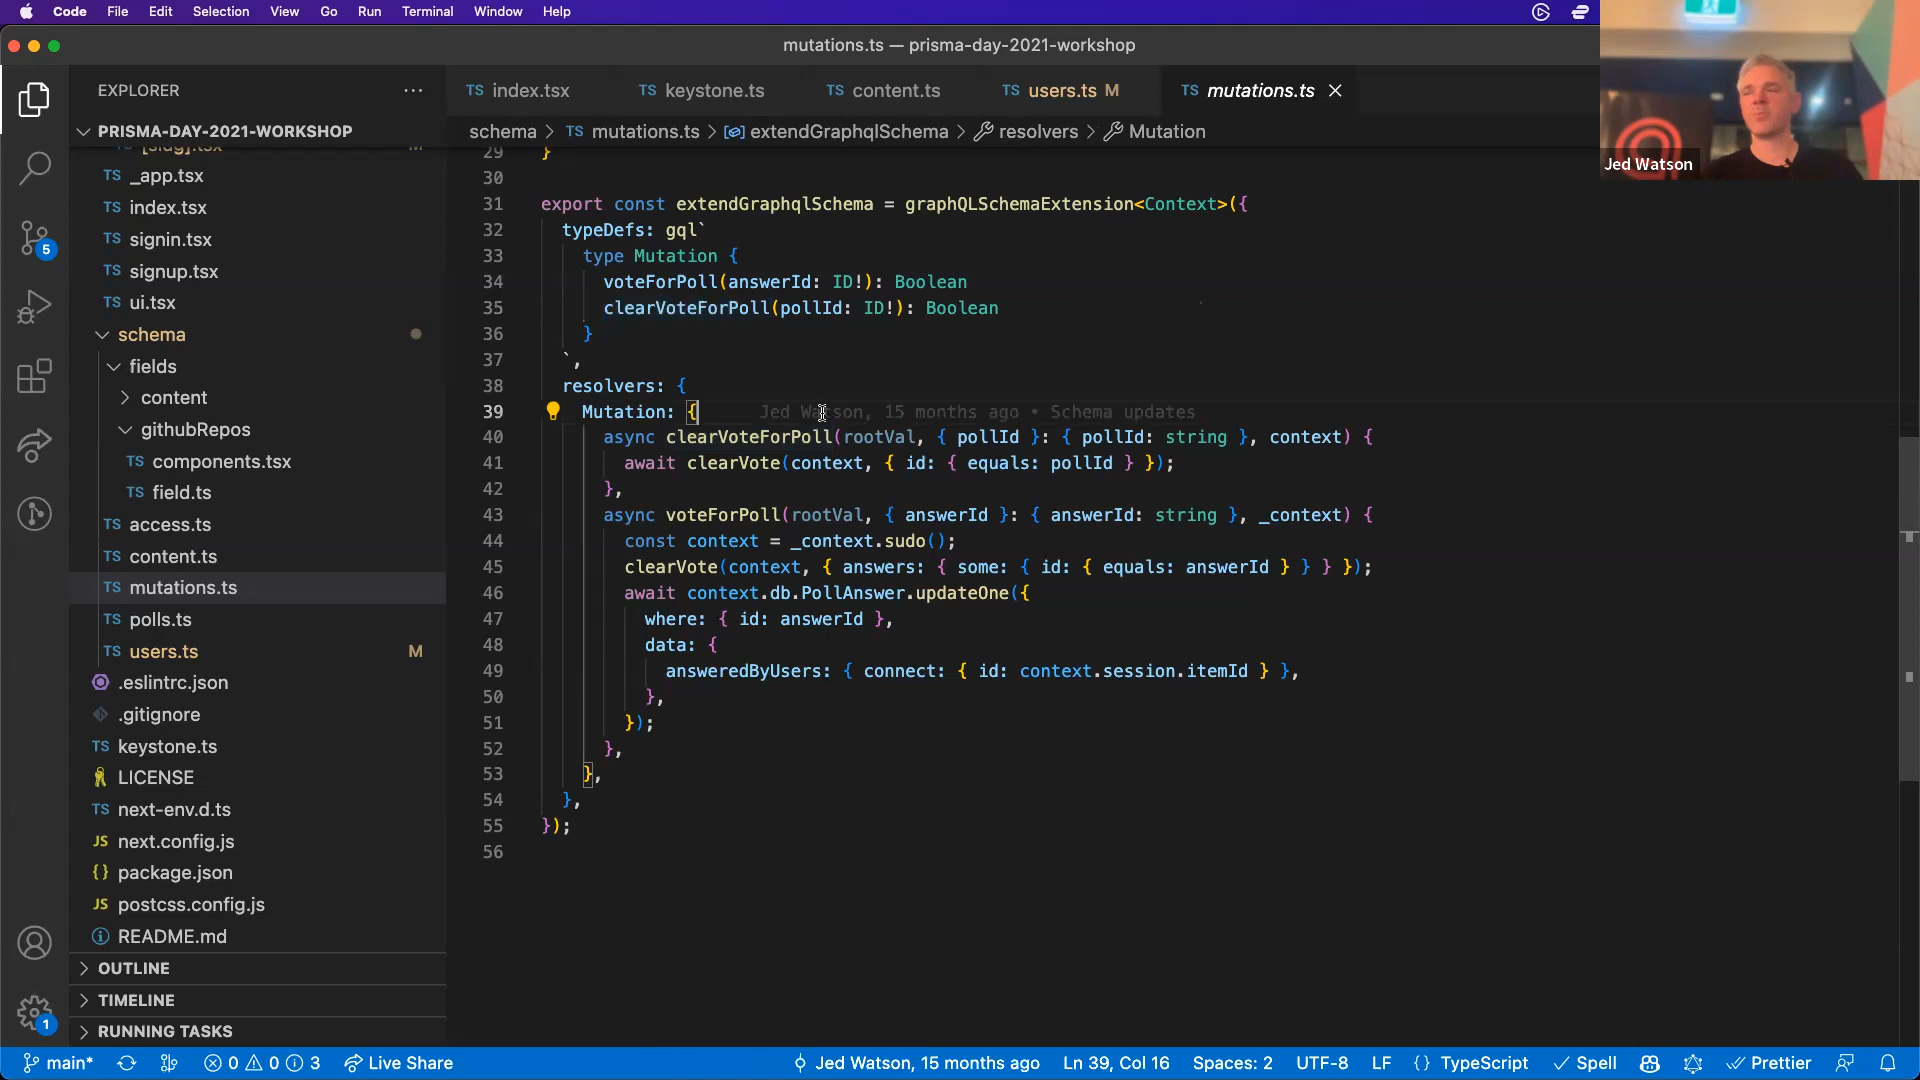 Code File Edit Selection View Go Run Terminal Window Help
mutations.ts — prisma-day-2021-workshop
Jed Watson
EXPLORER
TS index.tsx
TS keystone.ts
TS content.ts
TS users.ts M
TS mutations.ts
PRISMA-DAY-2021-WORKSHOP
schema > TS mutations.ts > extendGraphqlSchema > resolvers > Mutation
[slug].tsx M
TS _app.tsx
TS index.tsx
TS signin.tsx
TS signup.tsx
TS ui.tsx
schema
fields
content
githubRepos
TS components.tsx
TS field.ts
TS access.ts
TS content.ts
TS mutations.ts
TS polls.ts
TS users.ts M
.eslintrc.json
.gitignore
TS keystone.ts
LICENSE
TS next-env.d.ts
JS next.config.js
{} package.json
JS postcss.config.js
README.md
OUTLINE
TIMELINE
RUNNING TASKS
5
1
29 }
30
31 export const extendGraphqlSchema = graphQLSchemaExtension<Context>({
32 typeDefs: gql`
33 type Mutation {
34 voteForPoll(answerId: ID!): Boolean
35 clearVoteForPoll(pollId: ID!): Boolean
36 }
37 `,
38 resolvers: {
39 Mutation: { Jed Watson, 15 months ago • Schema updates
40 async clearVoteForPoll(rootVal, { pollId }: { pollId: string }, context) {
41 await clearVote(context, { id: { equals: pollId } });
42 },
43 async voteForPoll(rootVal, { answerId }: { answerId: string }, _context) {
44 const context = _context.sudo();
45 clearVote(context, { answers: { some: { id: { equals: answerId } } } });
46 await context.db.PollAnswer.updateOne({
47 where: { id: answerId },
48 data: {
49 answeredByUsers: { connect: { id: context.session.itemId } },
50 },
51 });
52 },
53 },
54 },
55 });
56
main* 0 0 3 Live Share Jed Watson, 15 months ago Ln 39, Col 16 Spaces: 2 UTF-8 LF {} TypeScript Spell Prettier